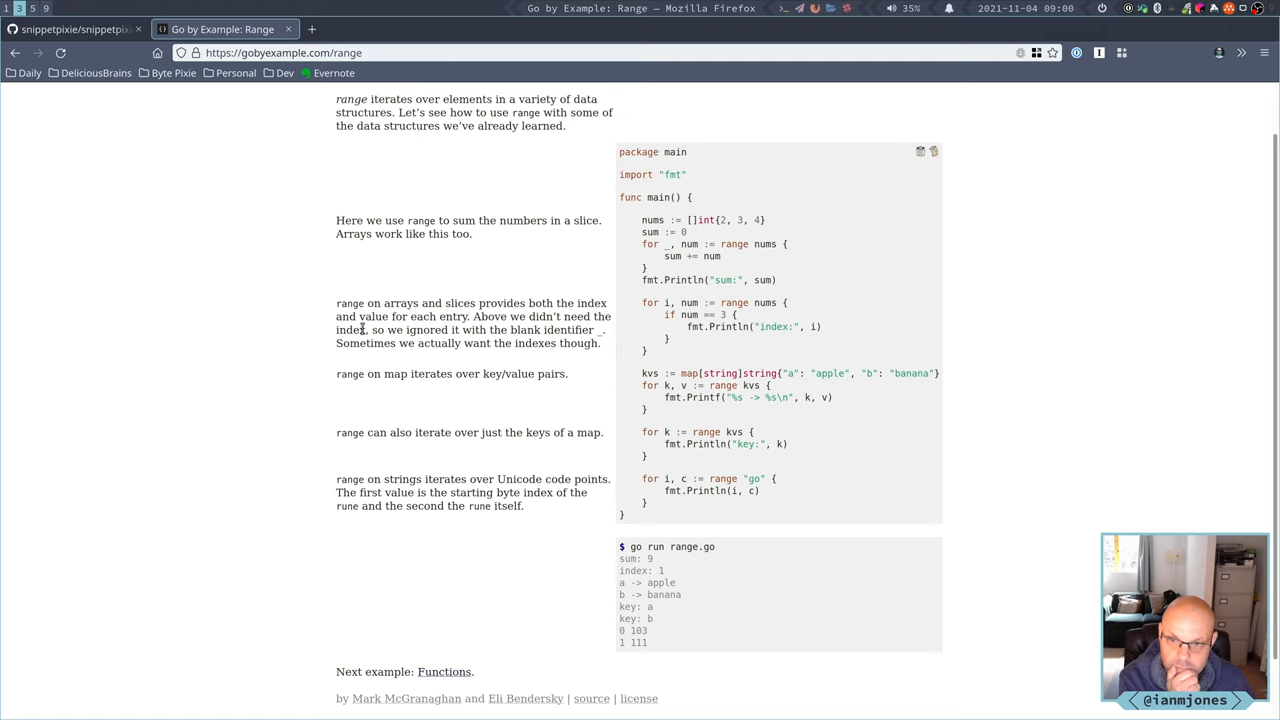 1 3 5 9
Go by Example: Range — Mozilla Firefox
35%
2021-11-04 09:00
snippetpixie/snippetpixi
Go by Example: Range
https://gobyexample.com/range
Daily
DeliciousBrains
Byte Pixie
Personal
Dev
Evernote
range iterates over elements in a variety of data
structures. Let's see how to use range with some of
the data structures we've already learned.
package main
import "fmt"
func main() {
Here we use range to sum the numbers in a slice.
Arrays work like this too.
nums := []int{2, 3, 4}
sum := 0
for _, num := range nums {
sum += num
}
fmt.Println("sum:", sum)
range on arrays and slices provides both the index
and value for each entry. Above we didn't need the
index, so we ignored it with the blank identifier _.
Sometimes we actually want the indexes though.
for i, num := range nums {
if num == 3 {
fmt.Println("index:", i)
}
}
range on map iterates over key/value pairs.
kvs := map[string]string{"a": "apple", "b": "banana"}
for k, v := range kvs {
fmt.Printf("%s -> %s\n", k, v)
}
range can also iterate over just the keys of a map.
for k := range kvs {
fmt.Println("key:", k)
}
range on strings iterates over Unicode code points.
The first value is the starting byte index of the
rune and the second the rune itself.
for i, c := range "go" {
fmt.Println(i, c)
}
}
$ go run range.go
sum: 9
index: 1
a -> apple
b -> banana
key: a
key: b
0 103
1 111
Next example: Functions.
by Mark McGranaghan and Eli Bendersky | source | license
@ianmjones